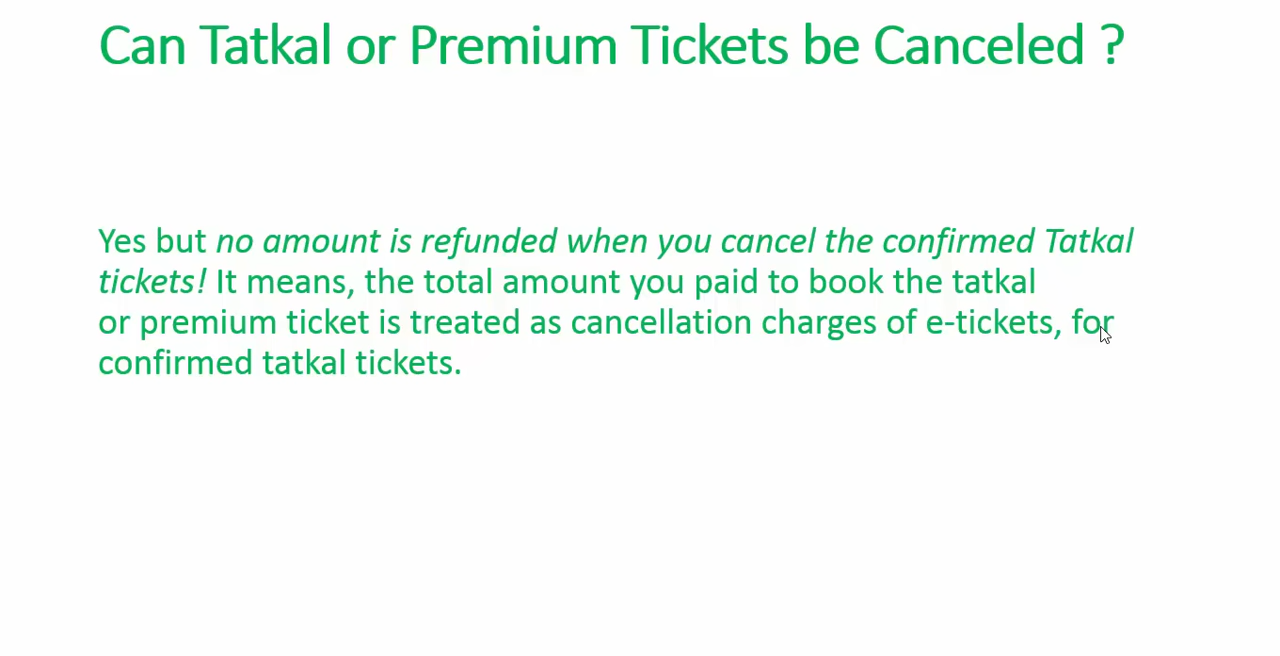 Can Tatkal or Premium Tickets be Canceled ?
Yes but no amount is refunded when you cancel the confirmed Tatkal
tickets! It means, the total amount you paid to book the tatkal
or premium ticket is treated as cancellation charges of e-tickets, for
confirmed tatkal tickets.